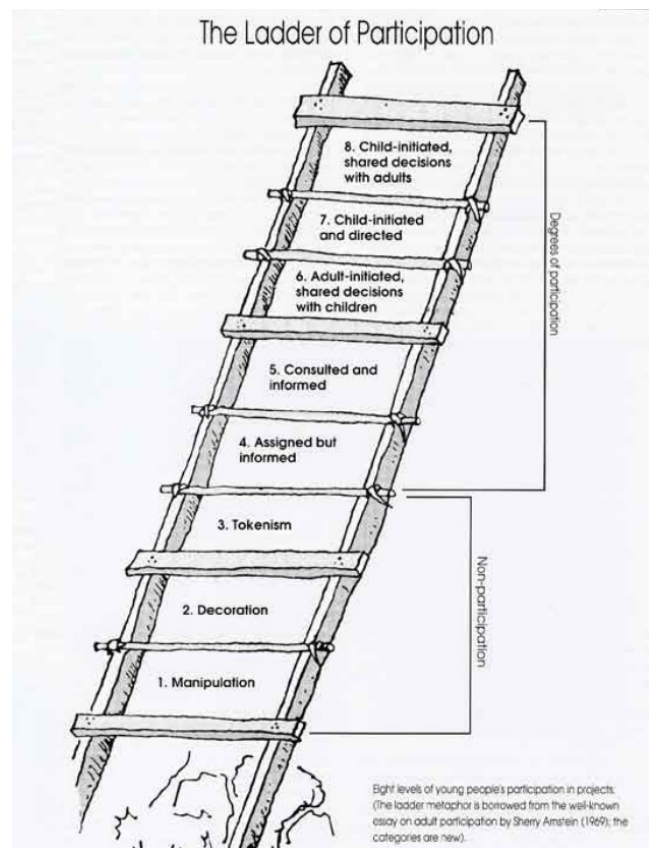 The Ladder of Participation
8. Child-initiated,
shared decisions
with adults
7. Child-initiated
and directed
6. Adult-initiated,
shared decisions
with children
5. Consulted and
informed
4. Assigned but
informed
3. Tokenism
2. Decoration
1. Manipulation
Degrees of participation
Non-participation
Eight levels of young people's participation in projects.
(The ladder metaphor is borrowed from the well-known
essay on adult participation by Sherry Arnstein (1969); the
categories are new).